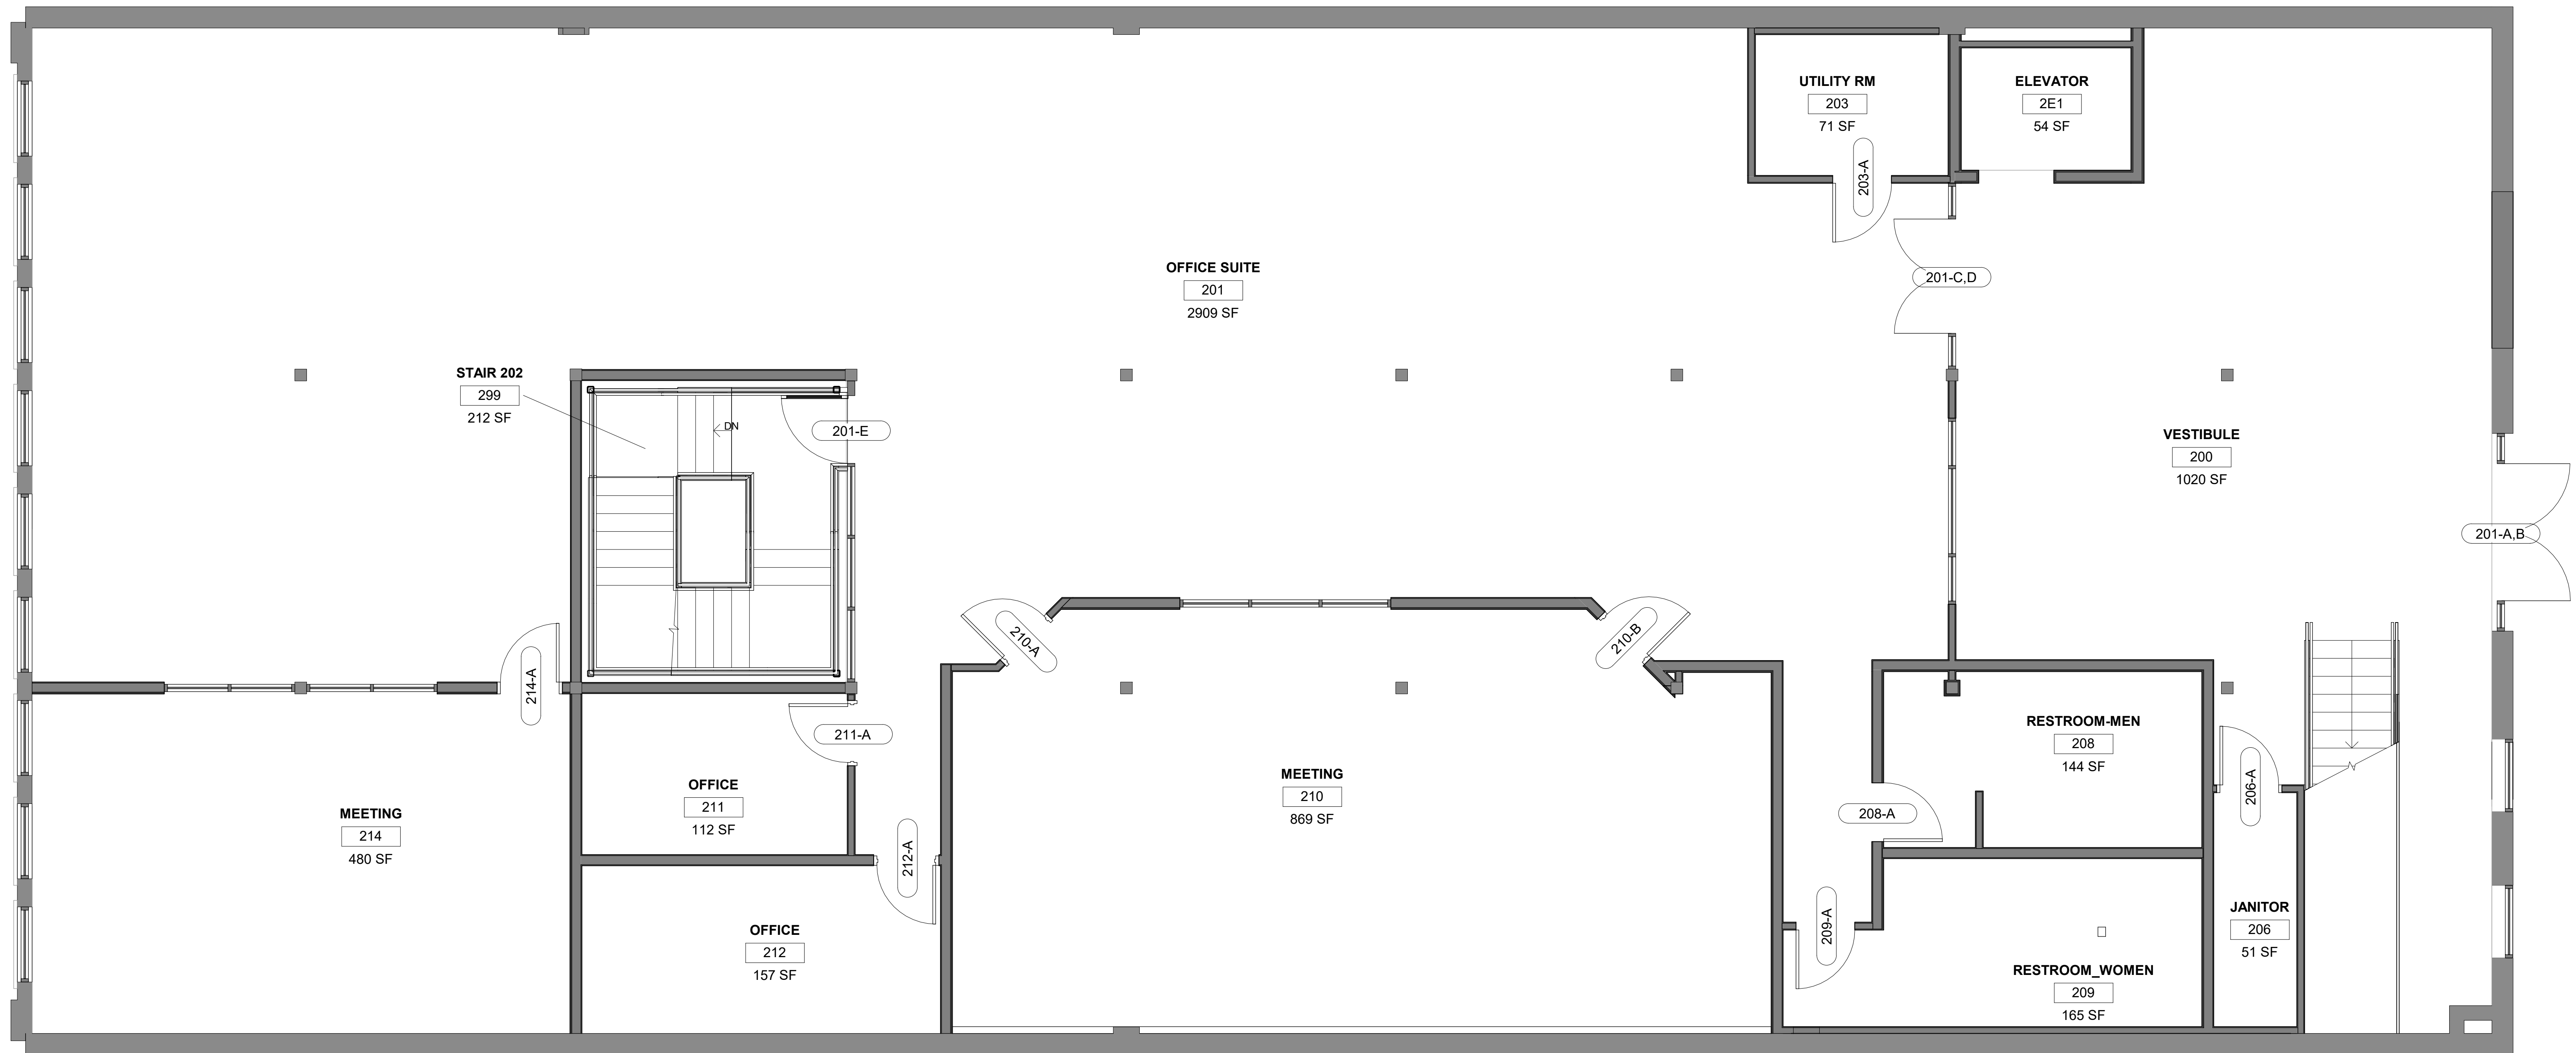 UTILITY RM
203
71 SF
203-A
ELEVATOR
2E1
54 SF
OFFICE SUITE
201
2909 SF
201-C,D
STAIR 202
299
212 SF
DN
201-E
VESTIBULE
200
1020 SF
201-A,B
210-A
210-B
214-A
211-A
RESTROOM-MEN
208
144 SF
206-A
OFFICE
211
112 SF
MEETING
210
869 SF
MEETING
214
480 SF
208-A
212-A
209-A
OFFICE
212
157 SF
JANITOR
206
51 SF
RESTROOM_WOMEN
209
165 SF